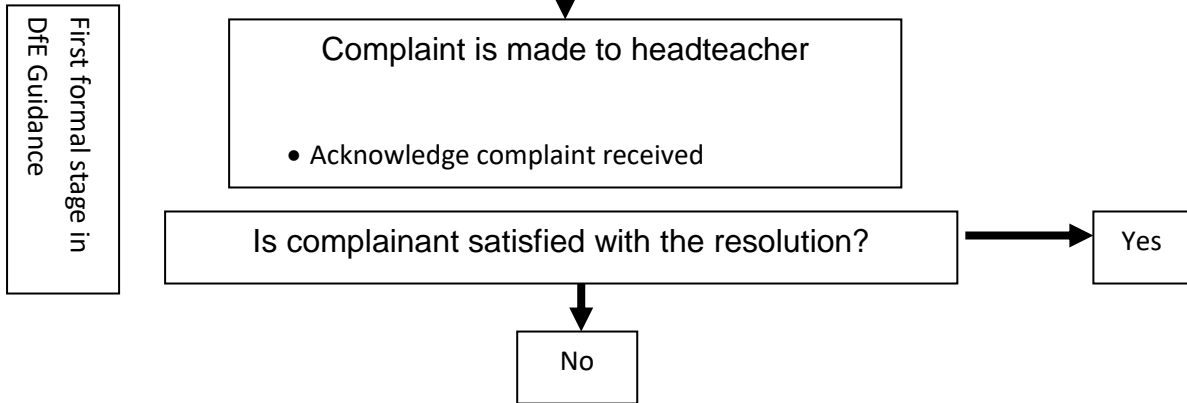 First formal stage in
DfE Guidance
Complaint is made to headteacher
• Acknowledge complaint received
Is complainant satisfied with the resolution?
Yes
No